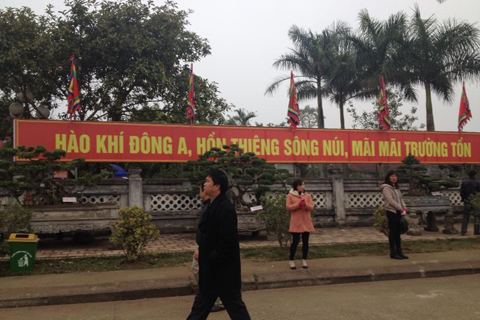 HÀO KHÍ ĐÔNG A, HỒN THIÊNG SÔNG NÚI, MÃI MÃI TRƯỜNG TỒN